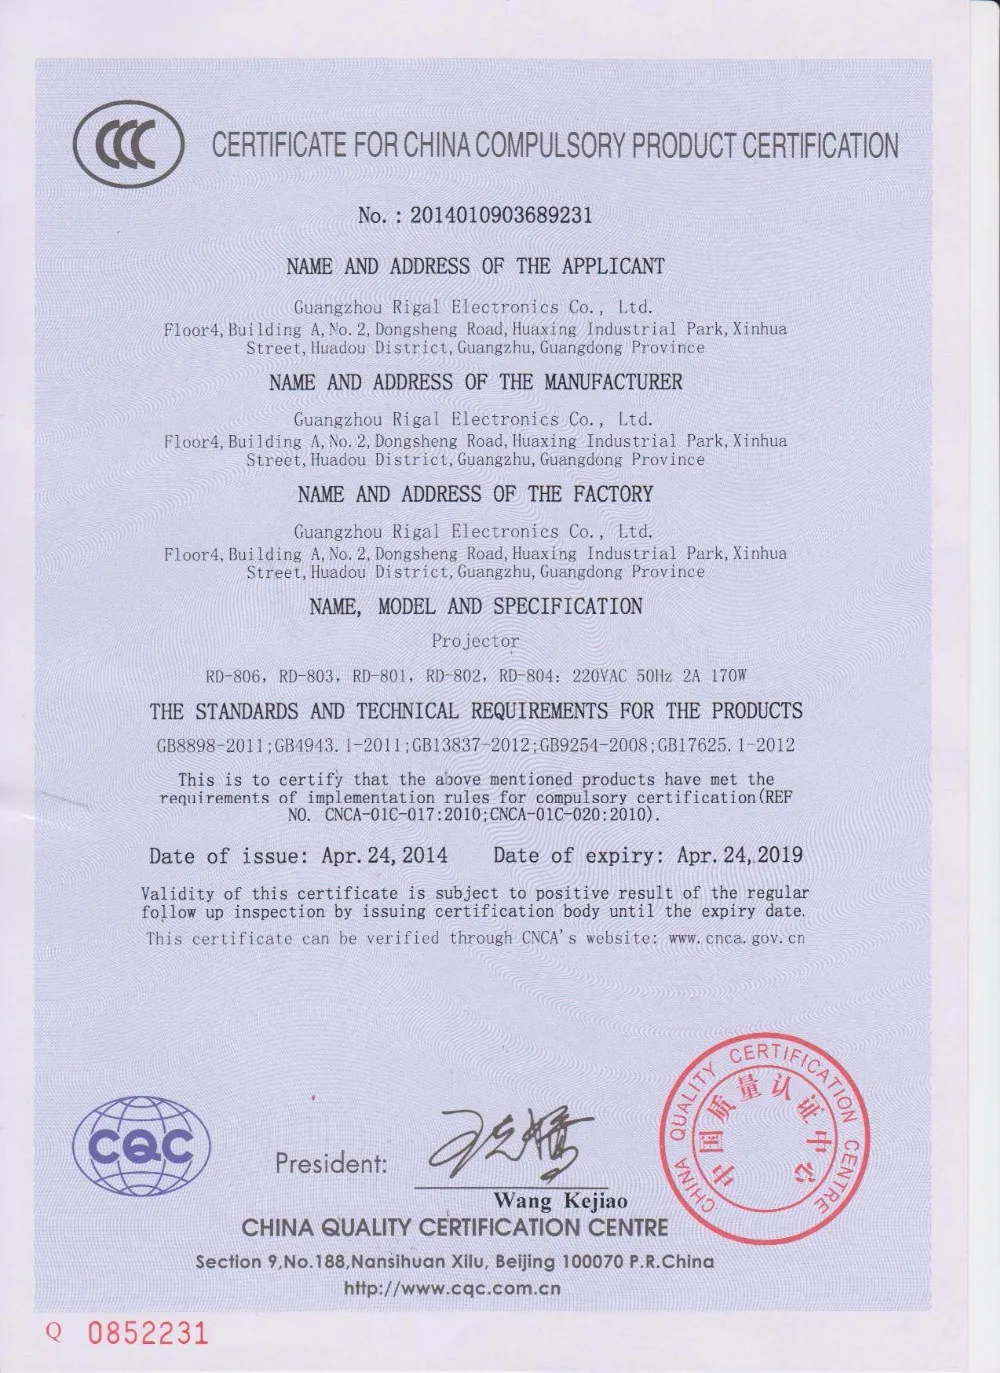 CCC
CERTIFICATE FOR CHINA COMPULSORY PRODUCT CERTIFICATION
No.: 2014010903689231
NAME AND ADDRESS OF THE APPLICANT
Guangzhou Rigal Electronics Co., Ltd.
Floor4, Building A, No. 2, Dongsheng Road, Huaxing Industrial Park, Xinhua
Street, Huadou District, Guangzhu, Guangdong Province
NAME AND ADDRESS OF THE MANUFACTURER
Guangzhou Rigal Electronics Co., Ltd.
Floor4, Building A, No. 2, Dongsheng Road, Huaxing Industrial Park, Xinhua
Street, Huadou District, Guangzhu, Guangdong Province
NAME AND ADDRESS OF THE FACTORY
Guangzhou Rigal Electronics Co., Ltd.
Floor4, Building A, No. 2, Dongsheng Road, Huaxing Industrial Park, Xinhua
Street, Huadou District, Guangzhu, Guangdong Province
NAME, MODEL AND SPECIFICATION
Projector
RD-806, RD-803, RD-801, RD-802, RD-804: 220VAC 50Hz 2A 170W
THE STANDARDS AND TECHNICAL REQUIREMENTS FOR THE PRODUCTS
GB8898-2011;GB4943.1-2011;GB13837-2012;GB9254-2008;GB17625.1-2012
This is to certify that the above mentioned products have met the
requirements of implementation rules for compulsory certification(REF
NO. CNCA-01C-017:2010;CNCA-01C-020:2010).
Date of issue: Apr. 24, 2014 Date of expiry: Apr. 24, 2019
Validity of this certificate is subject to positive result of the regular
follow up inspection by issuing certification body until the expiry date.
This certificate can be verified through CNCA's website: www.cnca.gov.cn
CQC
President:
王克娇
Wang Kejiao
CHINA QUALITY CERTIFICATION CENTRE
中国质量认证中心
CHINA QUALITY CERTIFICATION CENTRE
Section 9,No.188,Nansihuan Xilu, Beijing 100070 P.R.China
http://www.cqc.com.cn
Q 0852231